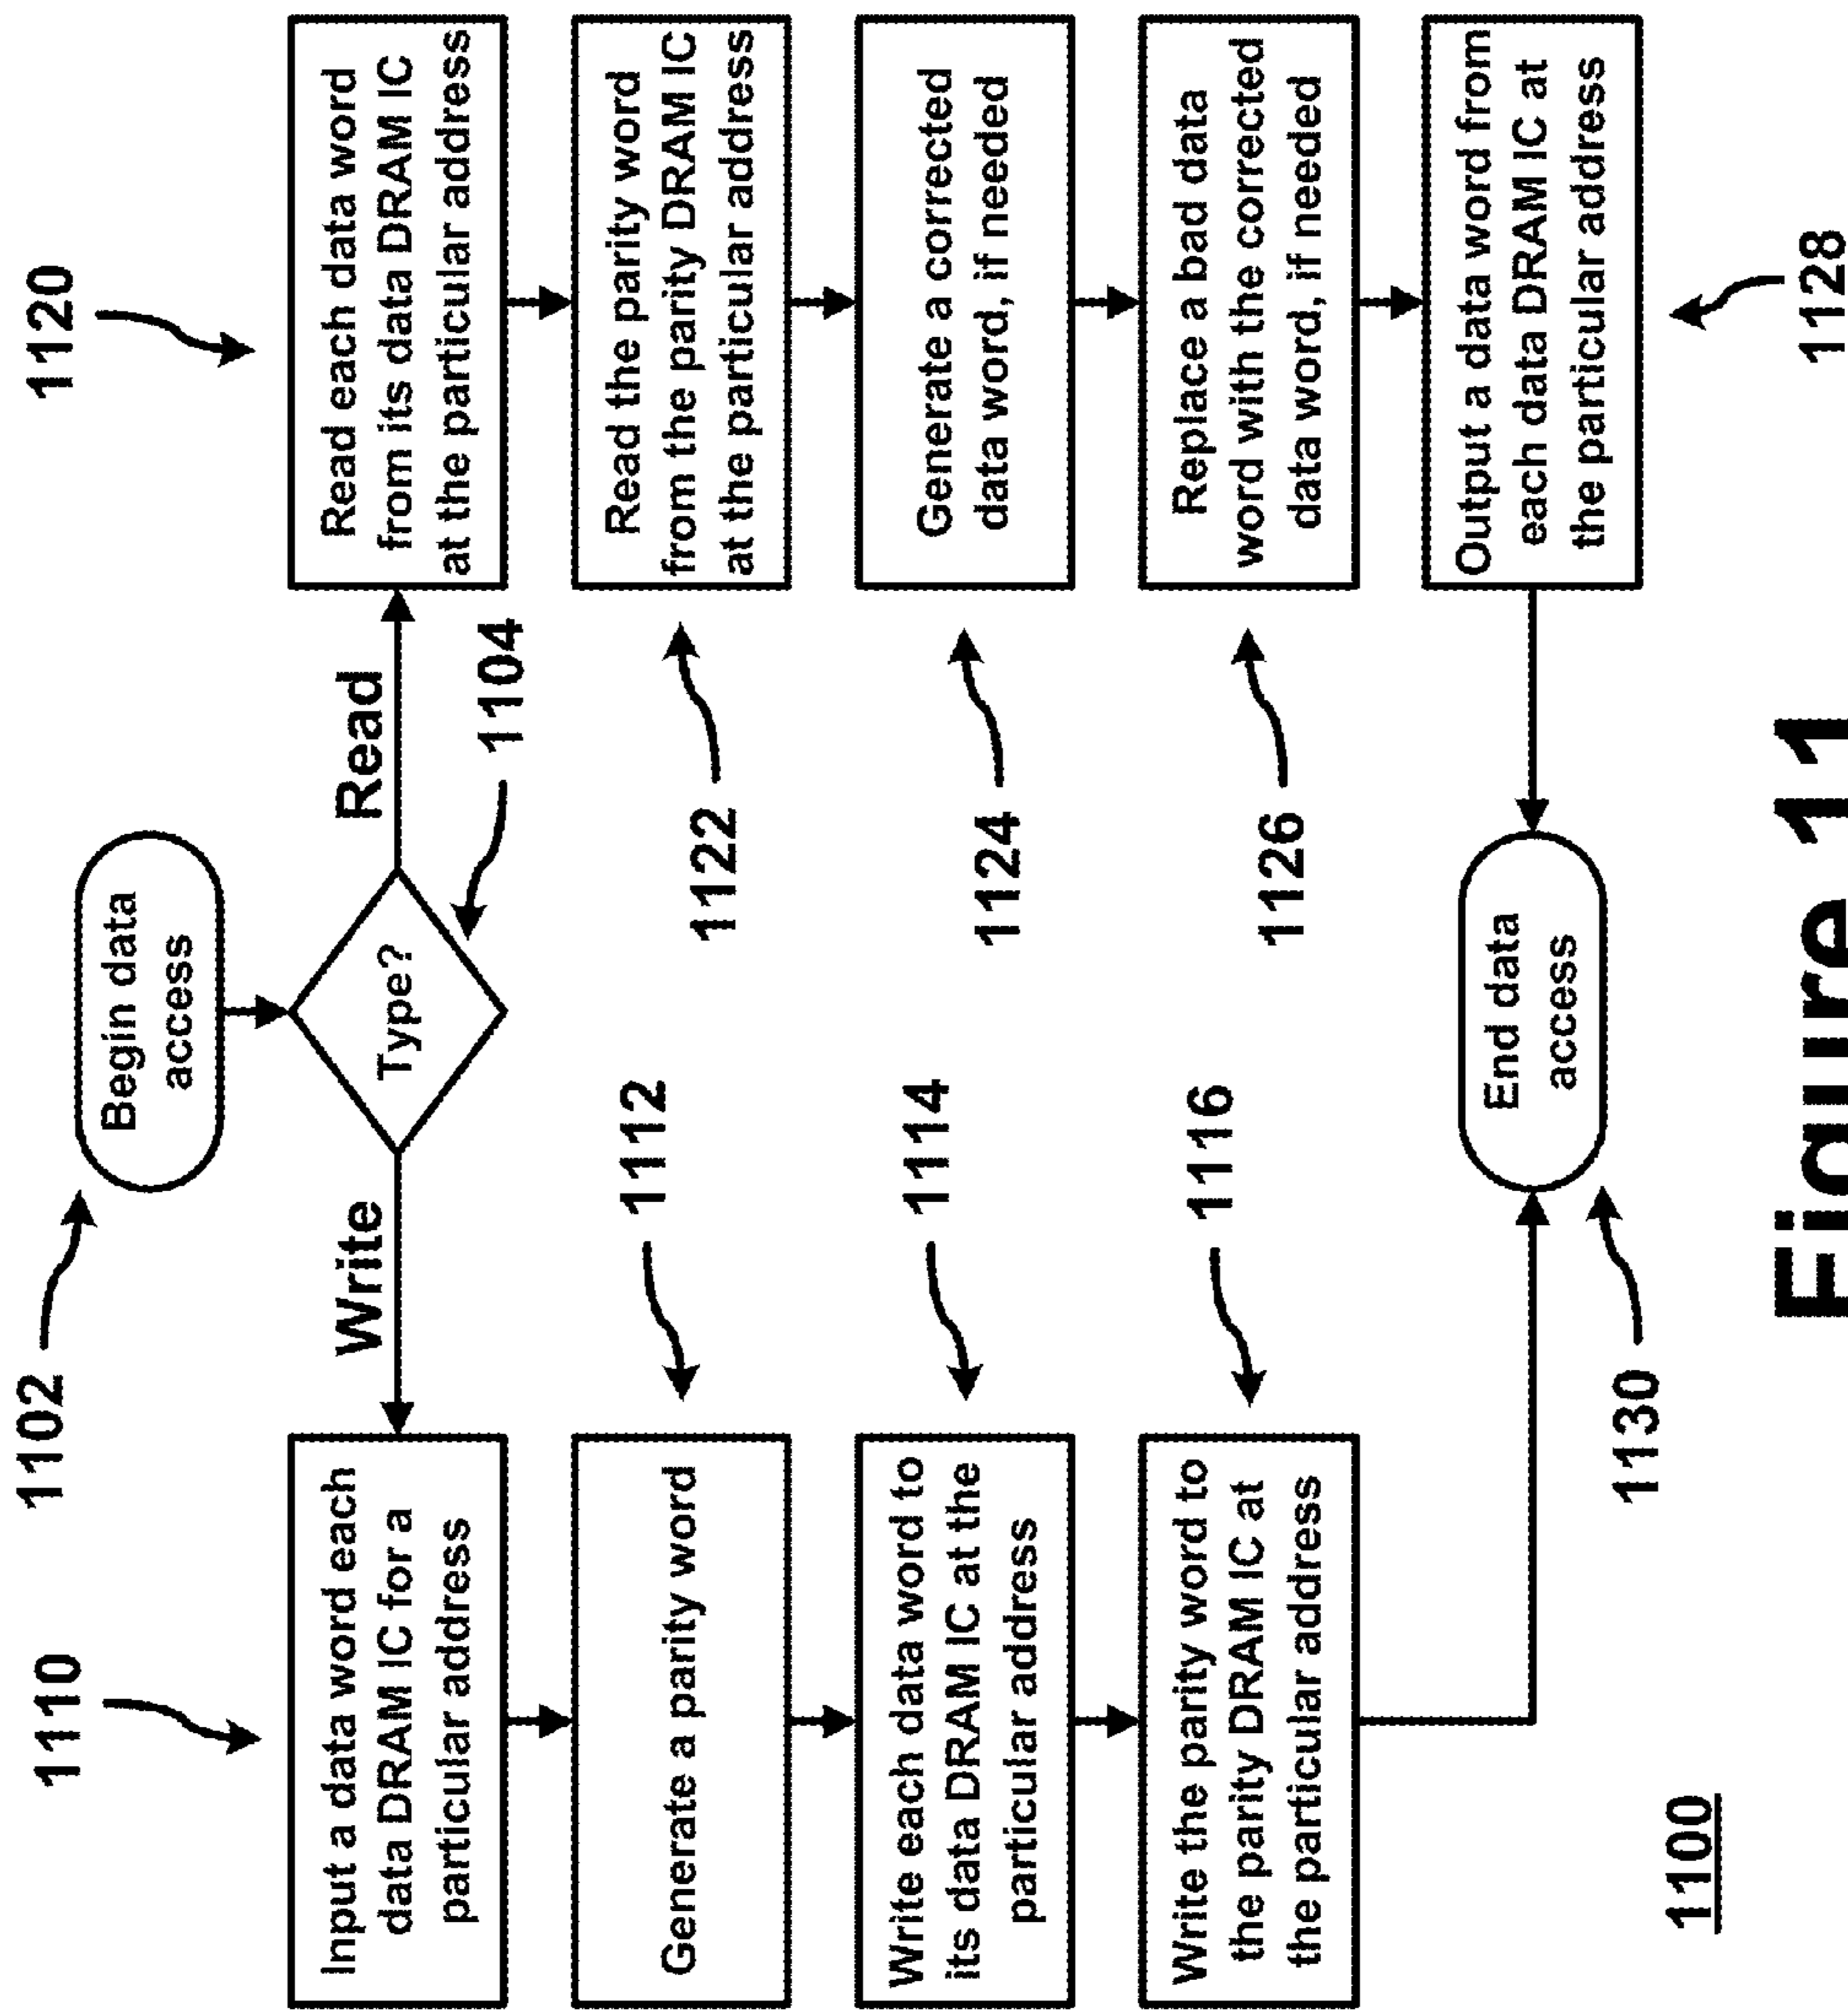 1102
Begin data
access
1110
1120
Type?
Write
Read
1104
Input a data word each
data DRAM IC for a
particular address
Generate a parity word
1112
Write each data word to
its data DRAM IC at the
particular address
1114
Write the parity word to
the parity DRAM IC at
the particular address
1116
Read each data word
from its data DRAM IC
at the particular address
Read the parity word
from the parity DRAM IC
at the particular address
1122
Generate a corrected
data word, if needed
1124
Replace a bad data
word with the corrected
data word, if needed
1126
Output a data word from
each data DRAM IC at
the particular address
1128
End data
access
1130
1100
Figure 11